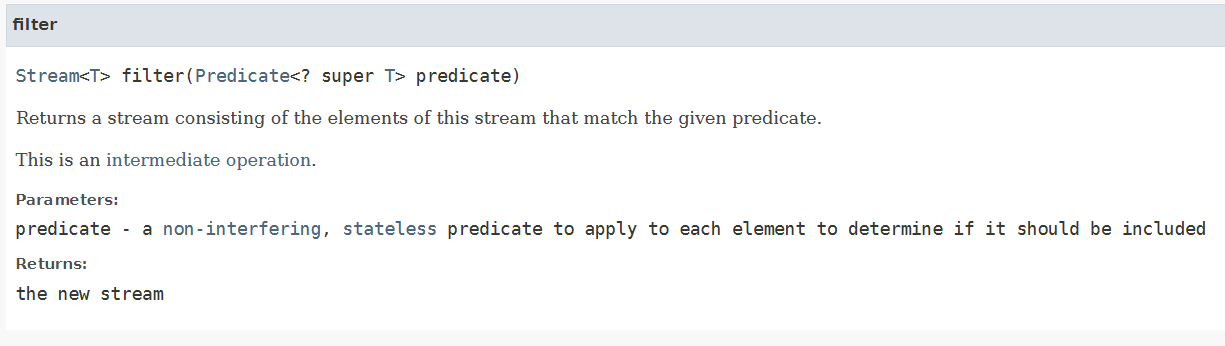 filter
Stream<T> filter(Predicate<? super T> predicate)
Returns a stream consisting of the elements of this stream that match the given predicate.
This is an intermediate operation.
Parameters:
predicate - a non-interfering, stateless predicate to apply to each element to determine if it should be included
Returns:
the new stream